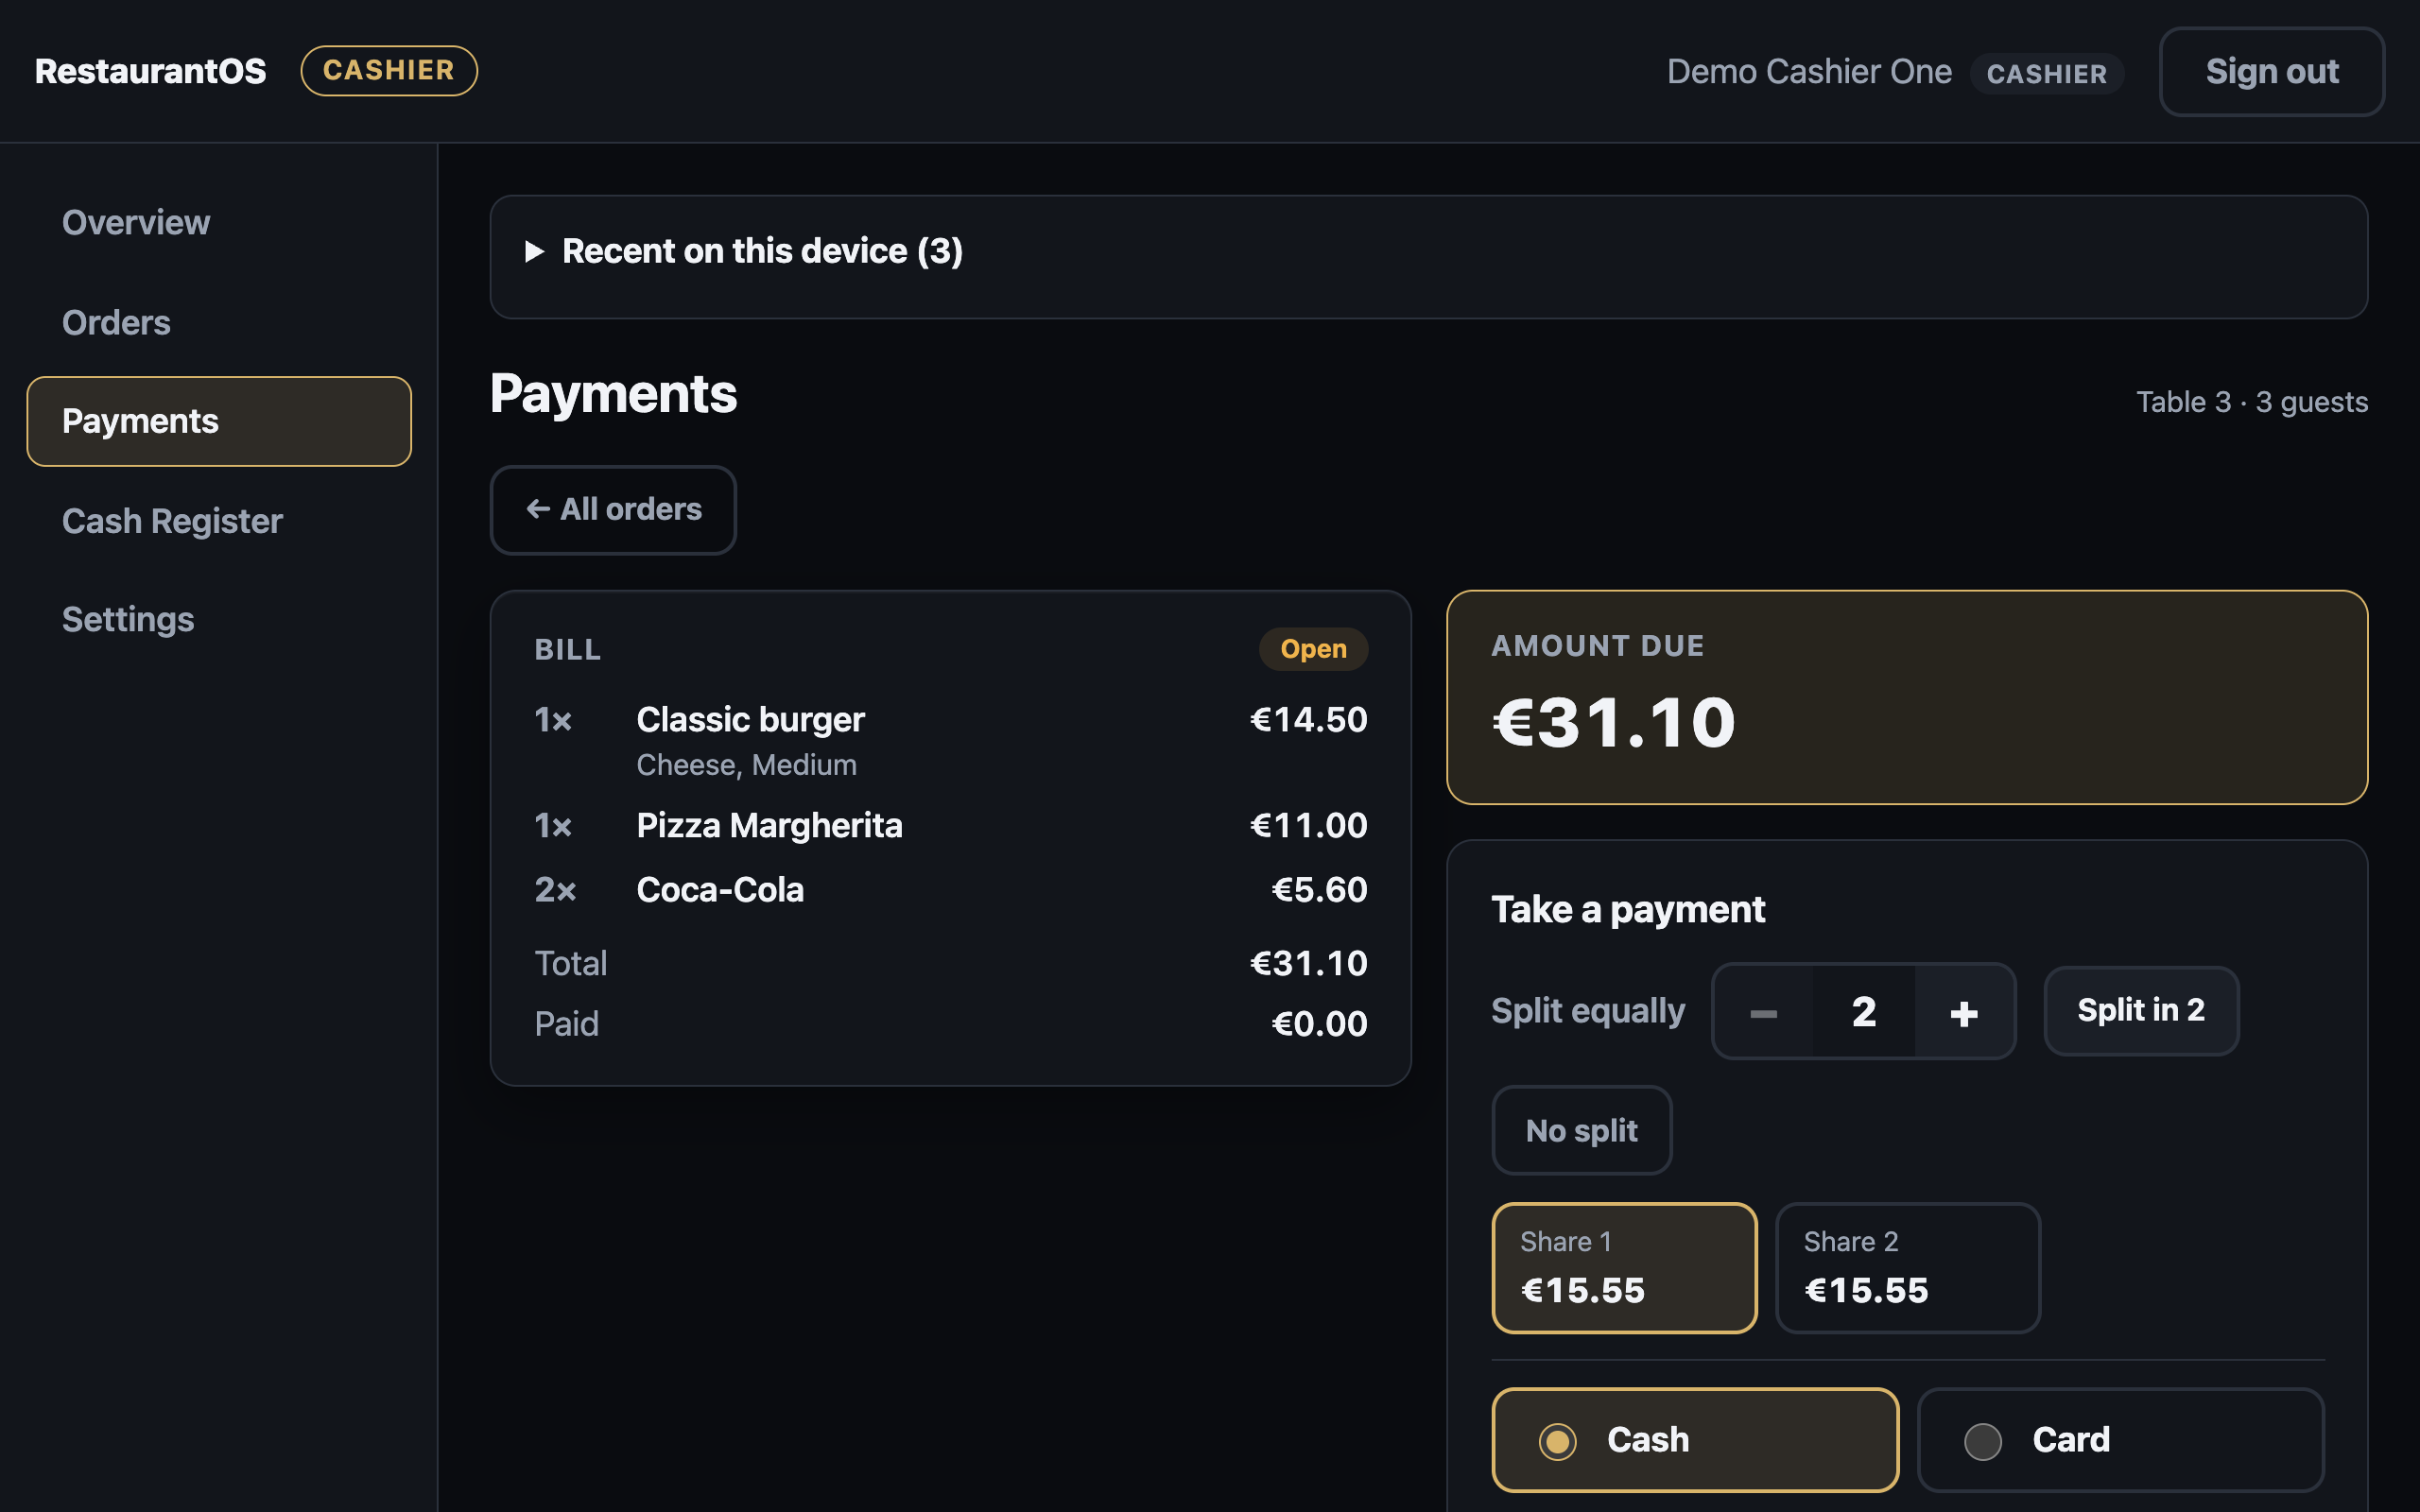 RestaurantOS CASHIER
Demo Cashier One CASHIER Sign out
Overview
Orders
Payments
Cash Register
Settings
▶ Recent on this device (3)
Payments
Table 3 · 3 guests
← All orders
BILL Open
1× Classic burger €14.50
Cheese, Medium
1× Pizza Margherita €11.00
2× Coca-Cola €5.60
Total €31.10
Paid €0.00
AMOUNT DUE
€31.10
Take a payment
Split equally − 2 + Split in 2
No split
Share 1 Share 2
€15.55 €15.55
Cash Card